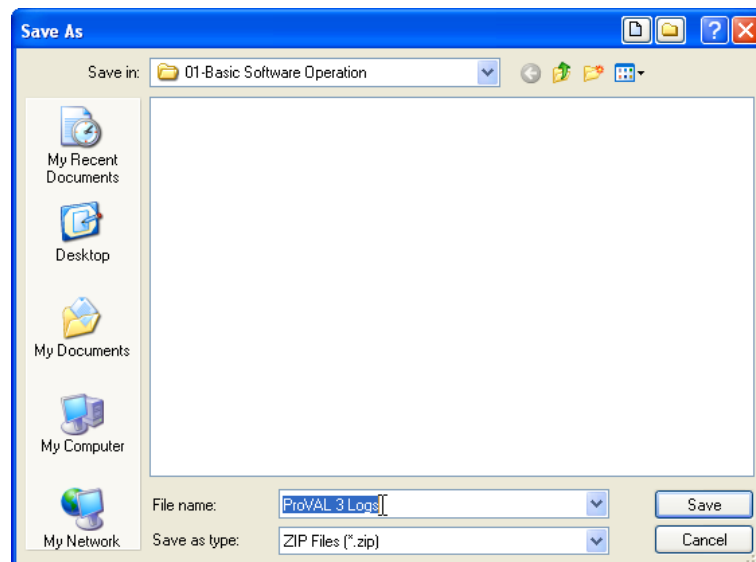 Save As
?
Save in:
01-Basic Software Operation
My Recent
Documents
Desktop
My Documents
My Computer
My Network
File name:
ProVAL 3 Logs
Save
Save as type:
ZIP Files (*.zip)
Cancel